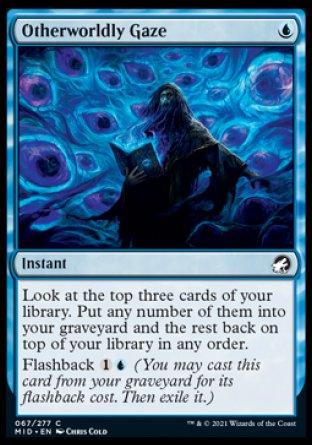 Otherworldly Gaze
Instant
Look at the top three cards of your
library. Put any number of them into
your graveyard and the rest back on
top of your library in any order.
Flashback 1 (You may cast this
card from your graveyard for its
flashback cost. Then exile it.)
067/277 C
MID • EN Chris Cold
™ & © 2021 Wizards of the Coast